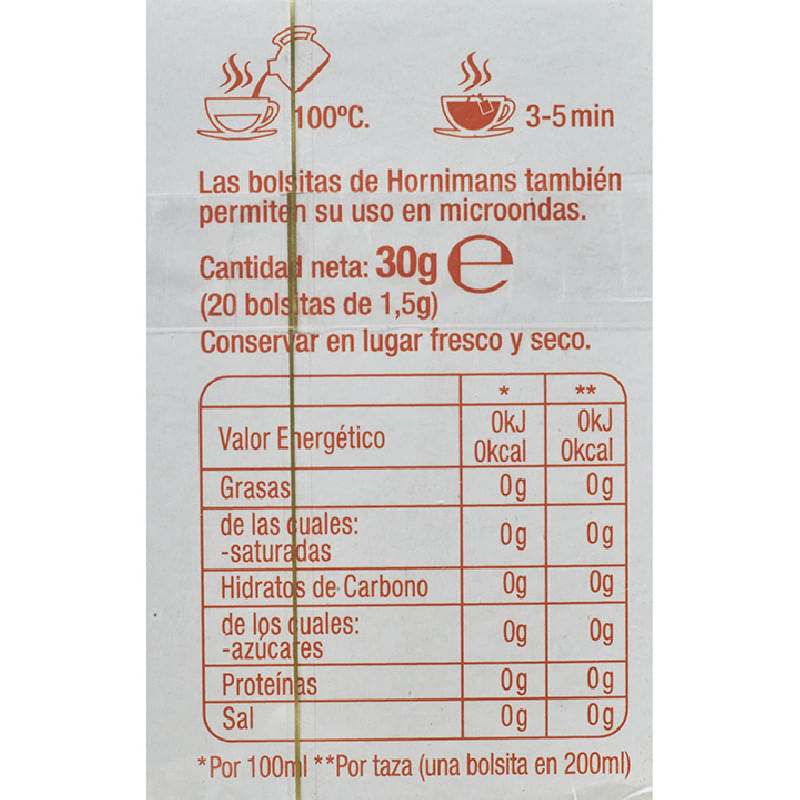 100ºC.
3-5 min
Las bolsitas de Hornimans también
permiten su uso en microondas.
Cantidad neta: 30g e
(20 bolsitas de 1,5g)
Conservar en lugar fresco y seco.
* **
Valor Energético 0kJ 0kcal 0kJ 0kcal
Grasas 0g 0g
de las cuales:
-saturadas 0g 0g
Hidratos de Carbono 0g 0g
de los cuales:
-azúcares 0g 0g
Proteínas 0g 0g
Sal 0g 0g
*Por 100ml **Por taza (una bolsita en 200ml)